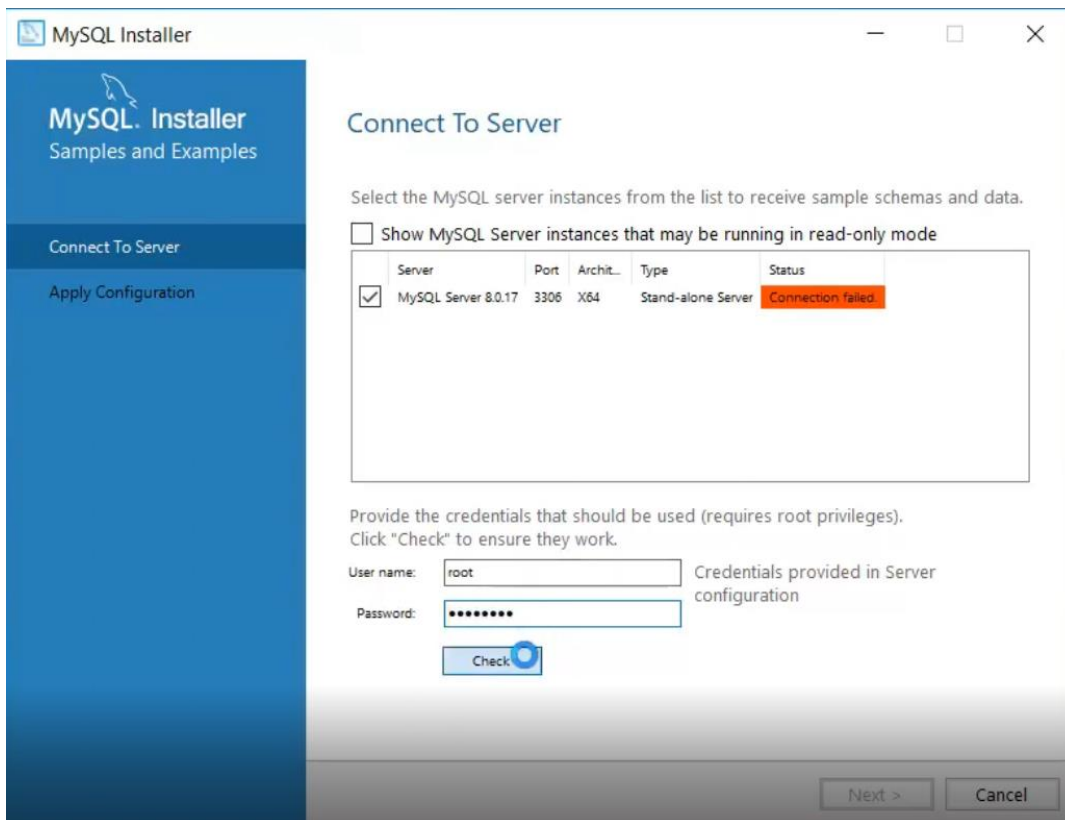 MySQL Installer
MySQL. Installer
Samples and Examples
Connect To Server
Apply Configuration
Connect To Server
Select the MySQL server instances from the list to receive sample schemas and data.
Show MySQL Server instances that may be running in read-only mode
Server Port Archit... Type Status
MySQL Server 8.0.17 3306 X64 Stand-alone Server Connection failed.
Provide the credentials that should be used (requires root privileges).
Click "Check" to ensure they work.
User name: root Credentials provided in Server
configuration
Password: ••••••••
Check
Next > Cancel